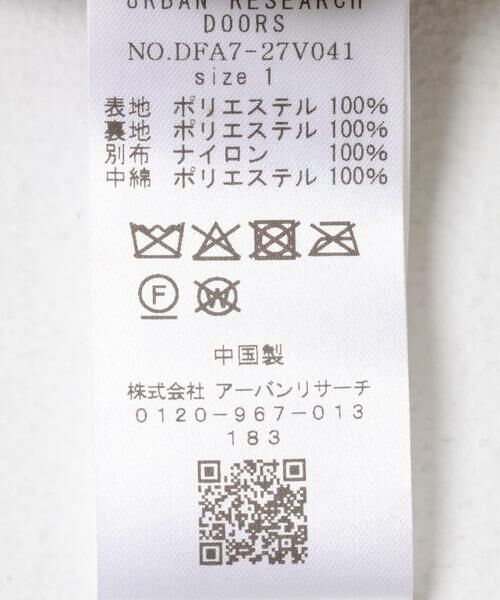 URBAN RESEARCH
DOORS
NO.DFA7-27V041
size 1
表地 ポリエステル 100%
裏地 ポリエステル 100%
別布 ナイロン 100%
中綿 ポリエステル 100%
F W
中国製
株式会社 アーバンリサーチ
0120-967-013
183